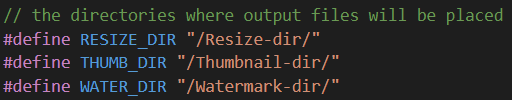 // the directories where output files will be placed
#define RESIZE_DIR "/Resize-dir/"
#define THUMB_DIR "/Thumbnail-dir/"
#define WATER_DIR "/Watermark-dir/"